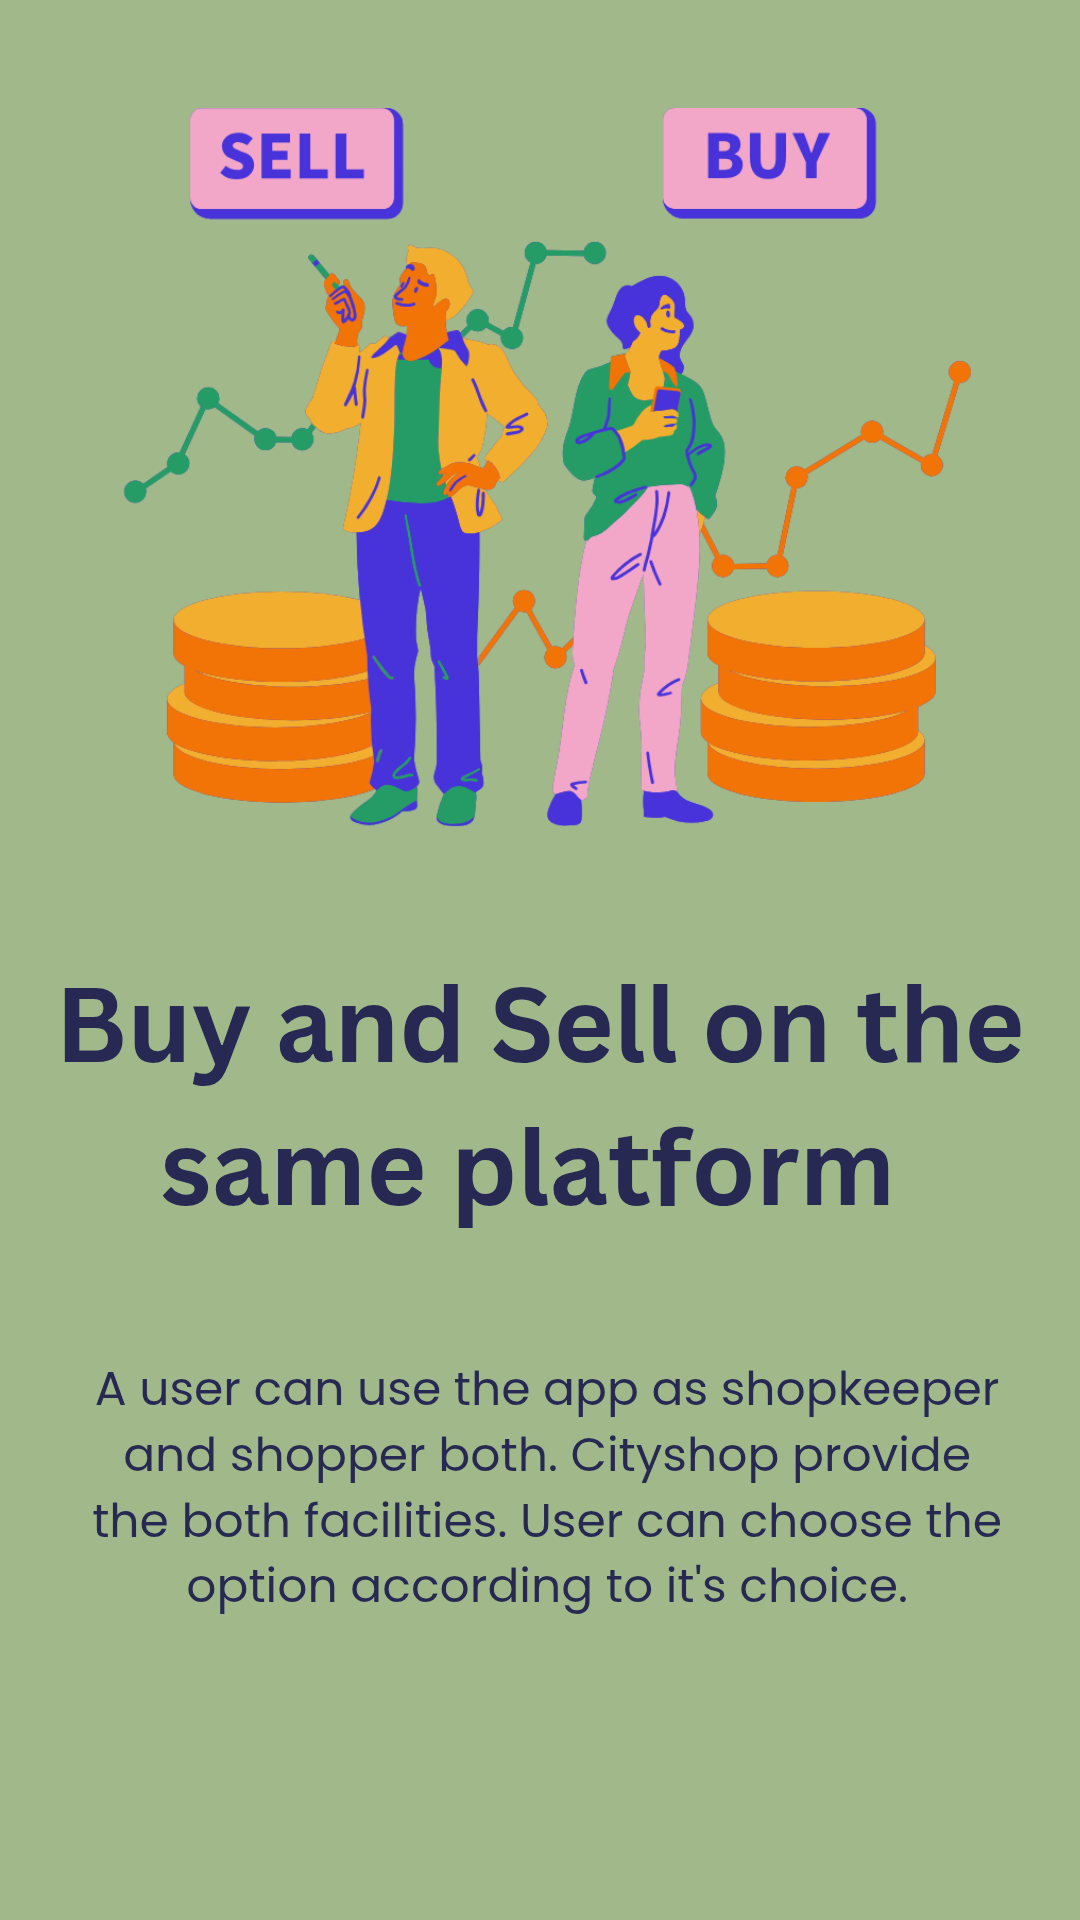 SELL
BUY
Buy and Sell on the
same platform
A user can use the app as shopkeeper
and shopper both. Cityshop provide
the both facilities. User can choose the
option according to it's choice.